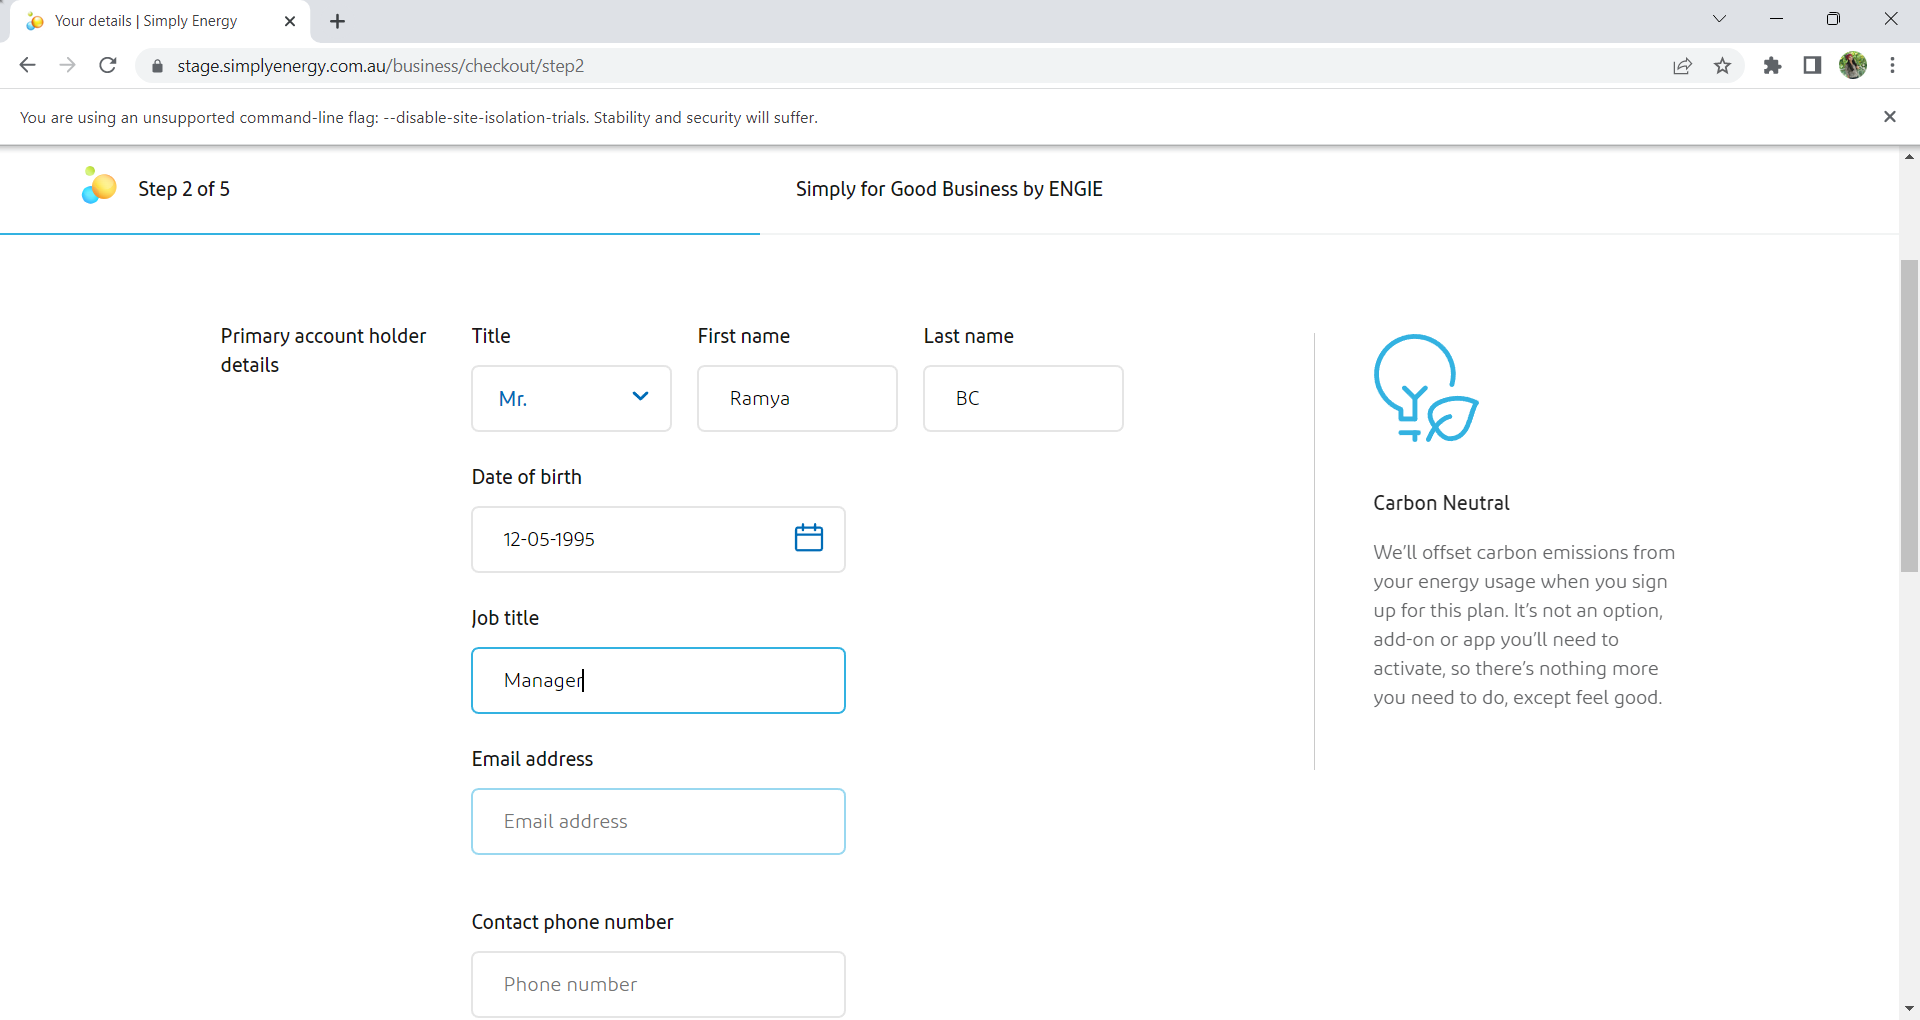 Your details | Simply Energy
stage.simplyenergy.com.au/business/checkout/step2
You are using an unsupported command-line flag: --disable-site-isolation-trials. Stability and security will suffer.
Step 2 of 5
Simply for Good Business by ENGIE
Primary account holder
details
Title
First name
Last name
Mr.
Ramya
BC
Date of birth
12-05-1995
Job title
Manager
Email address
Email address
Contact phone number
Phone number
Carbon Neutral
We'll offset carbon emissions from
your energy usage when you sign
up for this plan. It's not an option,
add-on or app you'll need to
activate, so there's nothing more
you need to do, except feel good.